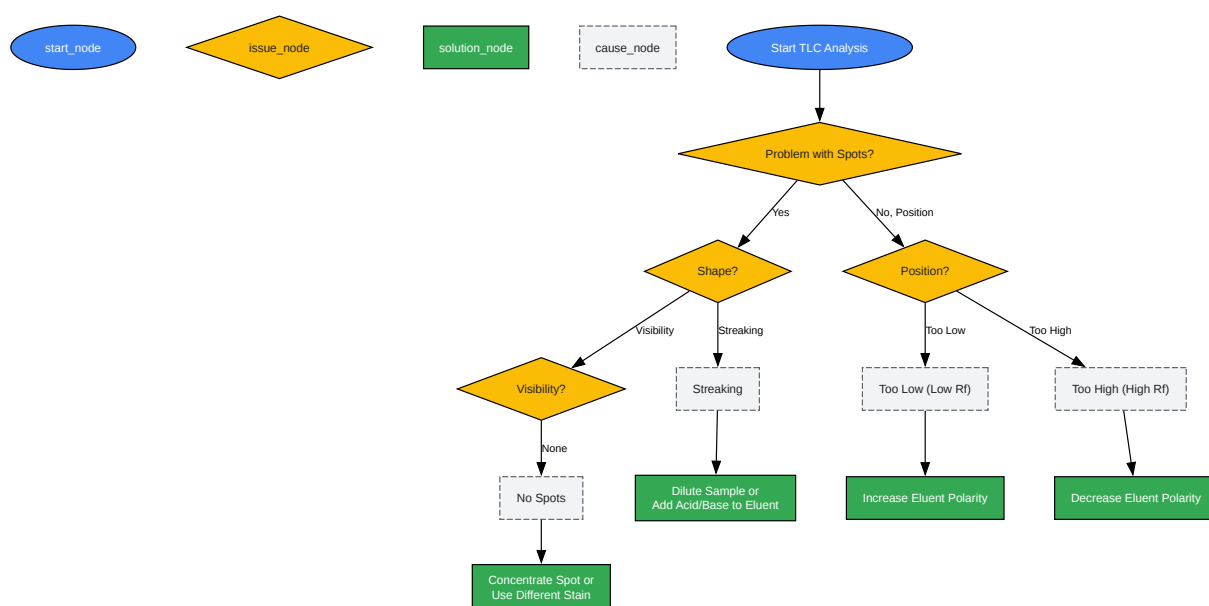 start_node
issue_node
solution_node
cause_node
Start TLC Analysis
Problem with Spots?
Yes
No, Position
Shape?
Position?
Visibility
Streaking
Too Low
Too High
Visibility?
Streaking
Too Low (Low Rf)
Too High (High Rf)
None
No Spots
Dilute Sample or
Add Acid/Base to Eluent
Increase Eluent Polarity
Decrease Eluent Polarity
Concentrate Spot or
Use Different Stain